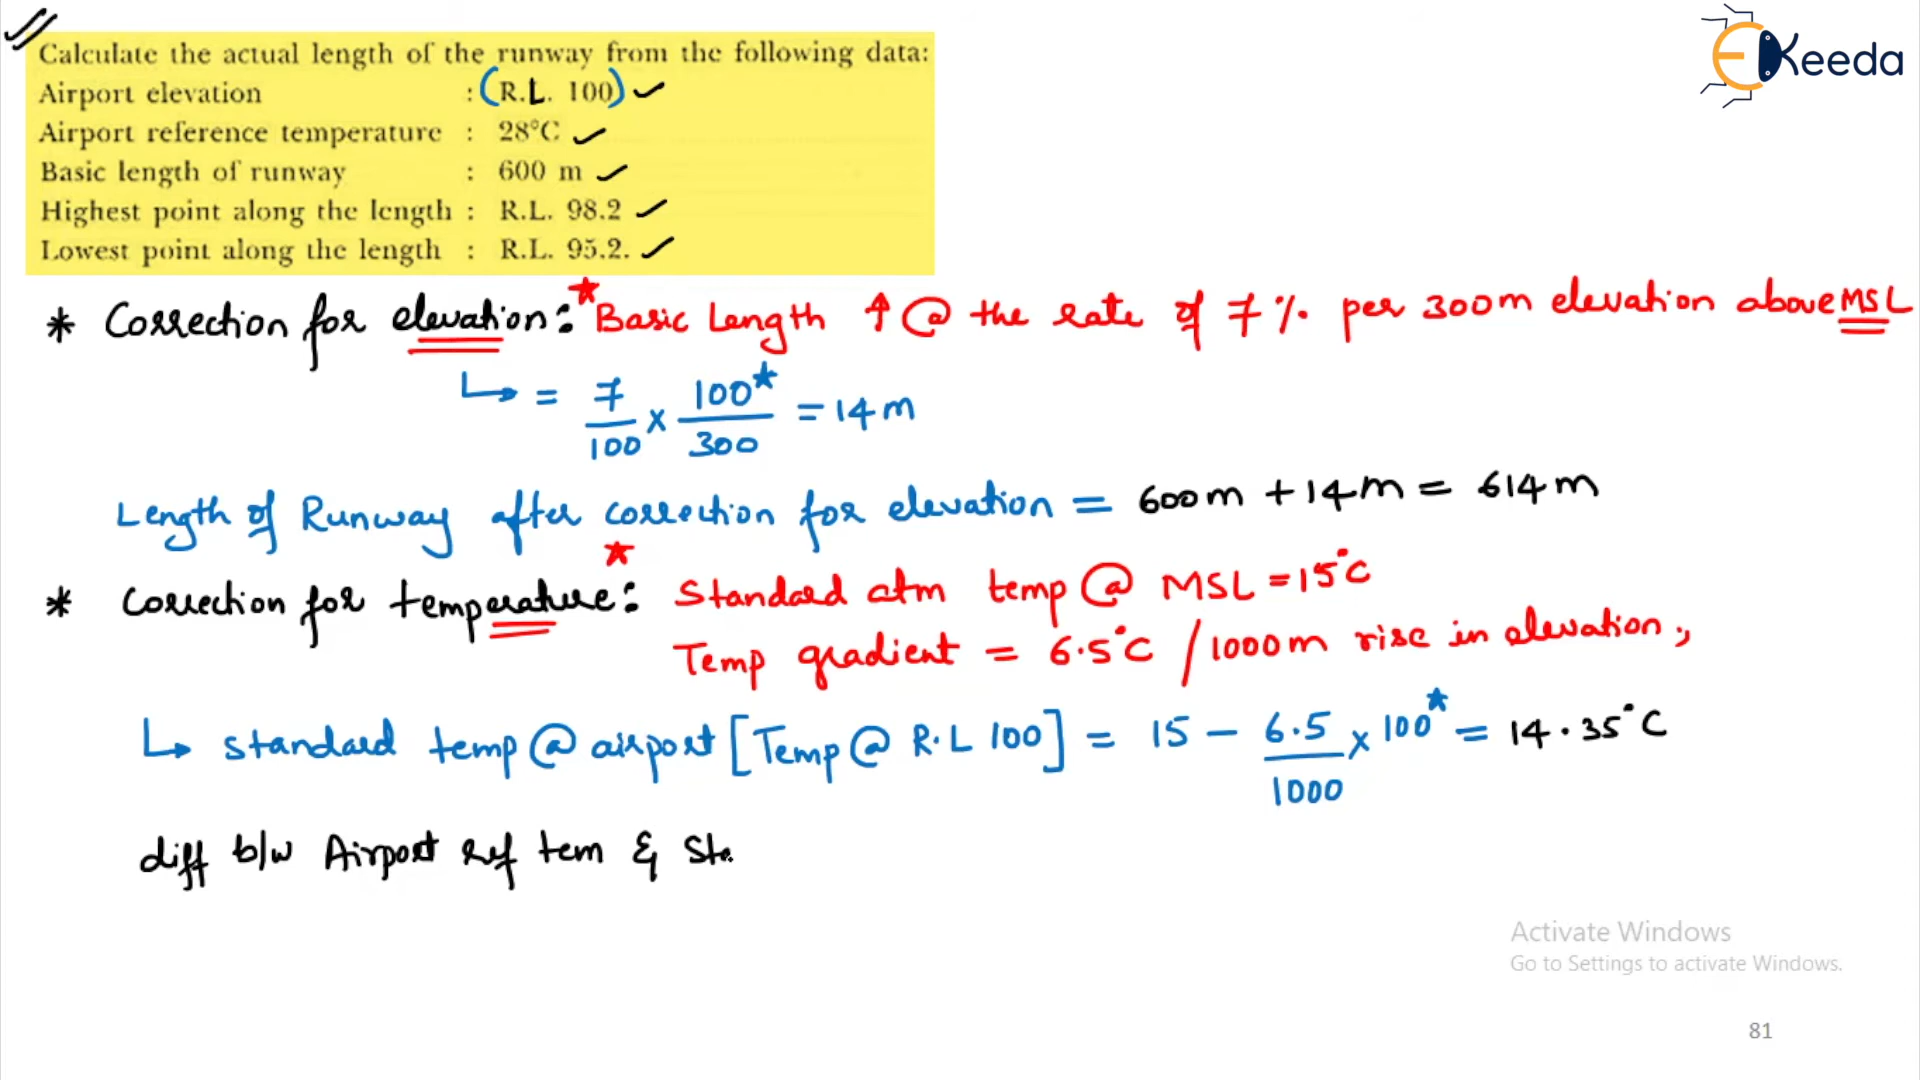 Calculate the actual length of the runway from the following data:
Airport elevation : (R.L. 100)
Airport reference temperature : 28°C
Basic length of runway : 600 m
Highest point along the length : R.L. 98.2
Lowest point along the length : R.L. 95.2.
EKeeda
* Correction for elevation: *Basic Length ↑ @ the rate of 7 %. per 300m elevation above MSL
↳ = 7/100 x 100*/300 = 14 m
Length of Runway after correction for elevation = 600m + 14m = 614 m
* Correction for temperature: * Standard atm temp @ MSL = 15°C
Temp gradient = 6.5°C / 1000m rise in elevation,
↳ standard temp @ airport [Temp @ R.L 100] = 15 - 6.5/1000 x 100* = 14.35°C
diff b/w Airport ref tem & Sta
Activate Windows
Go to Settings to activate Windows.
81